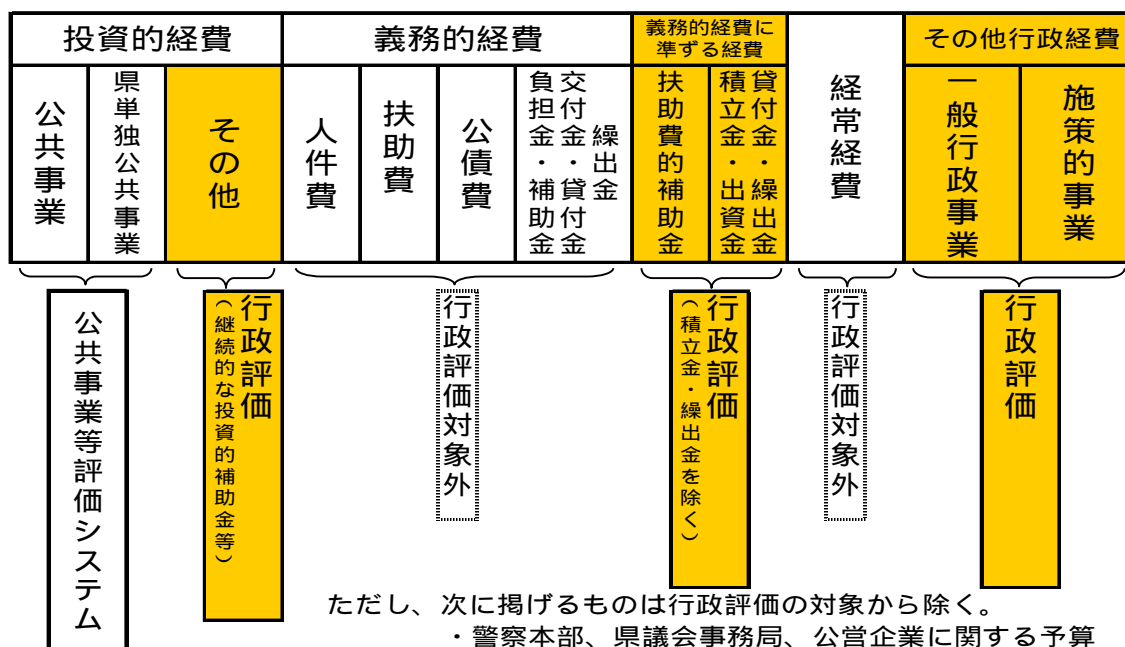 投資的経費
義務的経費
義務的経費に
準ずる経費
その他行政経費
公共事業
県単独公共事業
その他
人件費
扶助費
公債費
負担金・補助金
交付金・貸付金
繰出金
扶助費的補助金
積立金・出資金
貸付金・繰出金
経常経費
一般行政事業
施策的事業
公共事業等評価システム
行政評価
（継続的な投資的補助金等）
行政評価対象外
行政評価
（積立金・繰出金を除く）
行政評価対象外
行政評価
ただし、次に掲げるものは行政評価の対象から除く。
・警察本部、県議会事務局、公営企業に関する予算